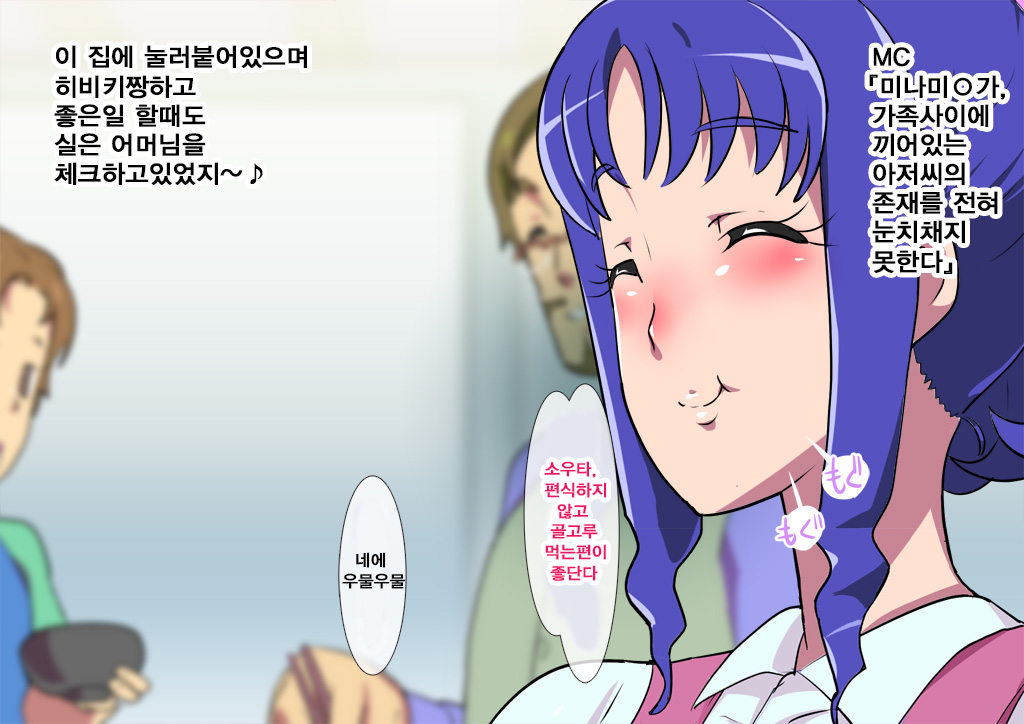 이 집에 눌러붙어있으며
히비키짱하고
좋은일 할때도
실은 어머님을
체크하고있었지～♪
MC
『미나미○가,
가족사이에
끼어있는
아저씨의
존재를 전혀
눈치채지
못한다』
소우타,
편식하지
않고
골고루
먹는편이
좋단다
네에
우물우물
もぐ
もぐ